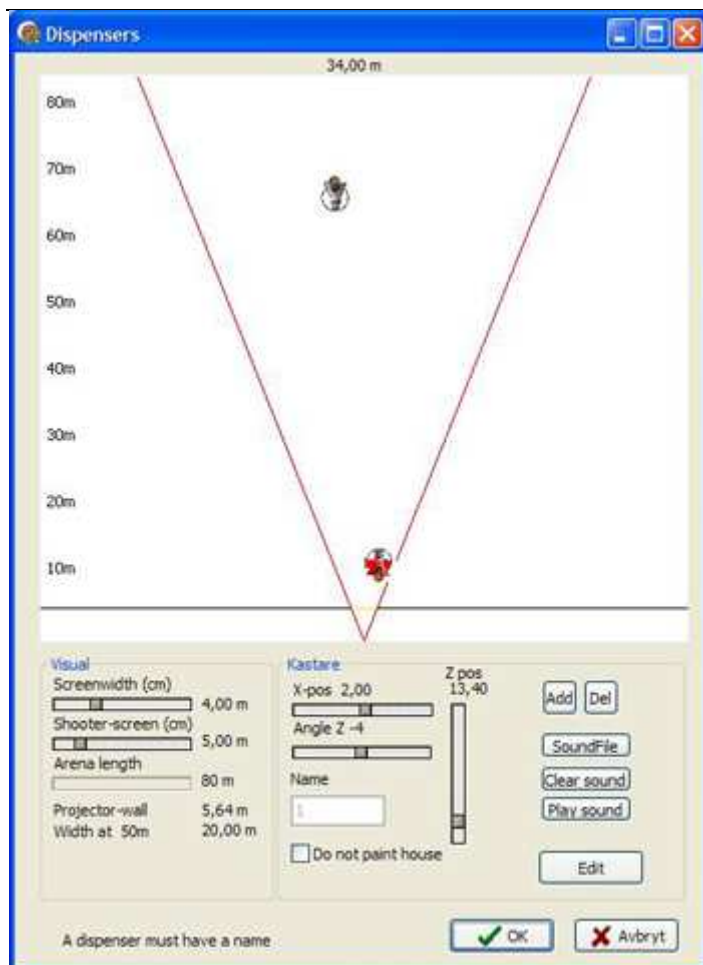 Dispensers
34,00 m
80m
70m
60m
50m
40m
30m
20m
10m
Visual
Screenwidth (cm)
4,00 m
Shooter-screen (cm)
5,00 m
Arena length
80 m
Projector-wall 5,64 m
Width at 50m 20,00 m
Kastare
X-pos 2,00
Angle Z -4
Name
1
Do not paint house
Z pos
13,40
Add Del
SoundFile
Clear sound
Play sound
Edit
A dispenser must have a name
OK Avbryt